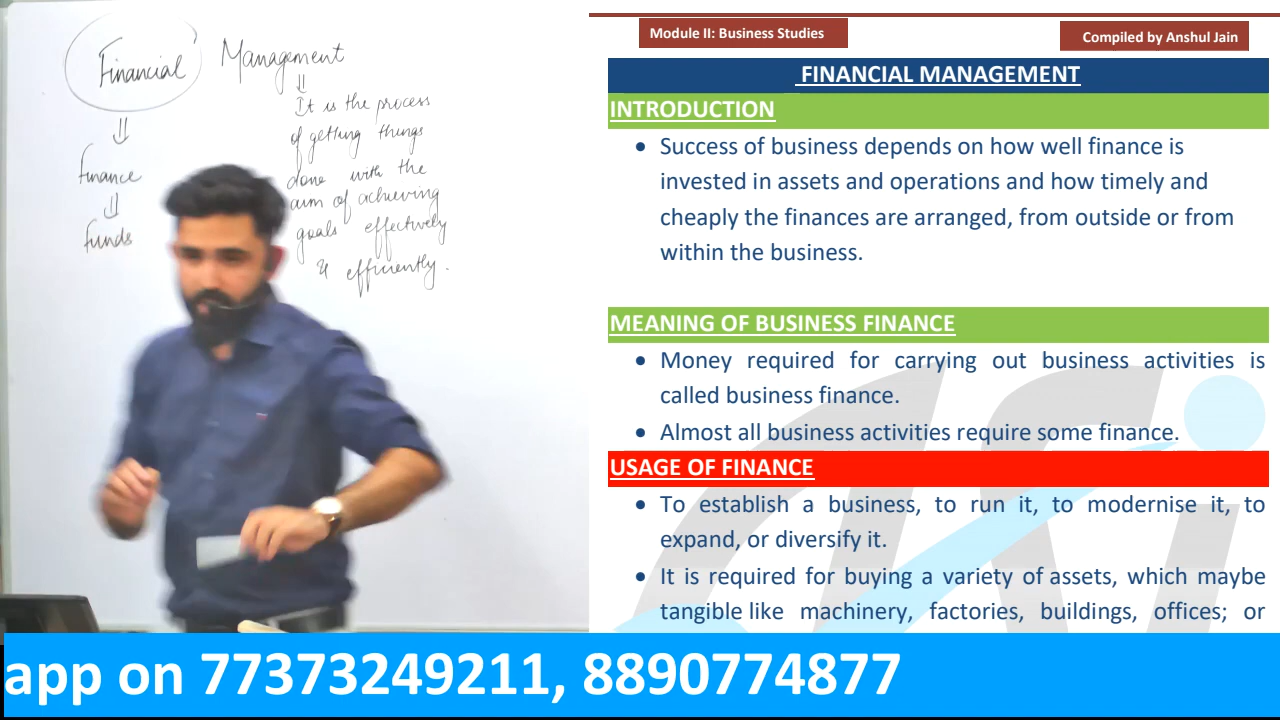 Financial Management
It is the process
of getting things
done with the
aim of achieving
goals effectively
& efficiently.
Finance
funds
Module II: Business Studies
Compiled by Anshul Jain
FINANCIAL MANAGEMENT
INTRODUCTION
• Success of business depends on how well finance is
invested in assets and operations and how timely and
cheaply the finances are arranged, from outside or from
within the business.
MEANING OF BUSINESS FINANCE
• Money required for carrying out business activities is
called business finance.
• Almost all business activities require some finance.
USAGE OF FINANCE
• To establish a business, to run it, to modernise it, to
expand, or diversify it.
• It is required for buying a variety of assets, which maybe
tangible like machinery, factories, buildings, offices; or
app on 77373249211, 8890774877